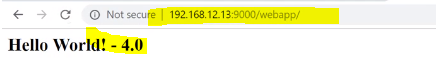 Not secure | 192.168.12.13:9000/webapp/
Hello World! - 4.0